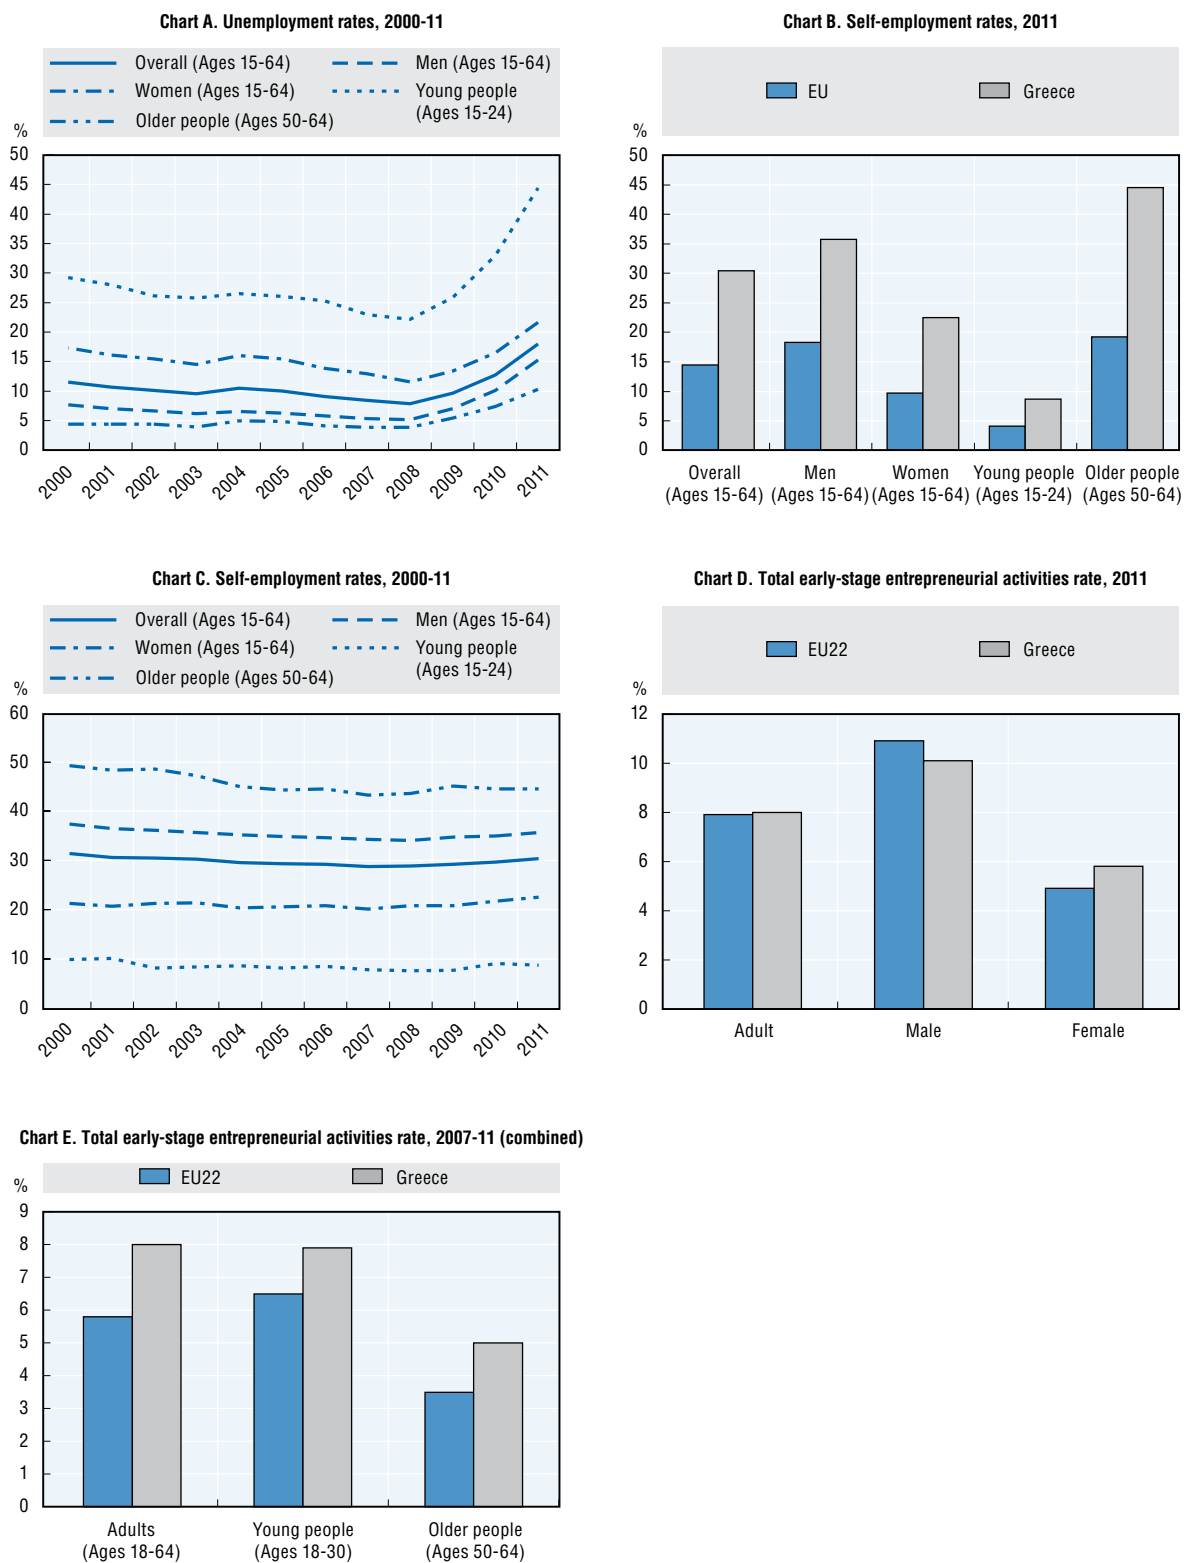 Chart A. Unemployment rates, 2000-11
Overall (Ages 15-64)
Men (Ages 15-64)
Women (Ages 15-64)
Young people
(Ages 15-24)
Older people (Ages 50-64)
%
50
45
40
35
30
25
20
15
10
5
0
2000
2001
2002
2003
2004
2005
2006
2007
2008
2009
2010
2011
Chart B. Self-employment rates, 2011
EU
Greece
%
50
45
40
35
30
25
20
15
10
5
0
Overall
(Ages 15-64)
Men
(Ages 15-64)
Women
(Ages 15-64)
Young people
(Ages 15-24)
Older people
(Ages 50-64)
Chart C. Self-employment rates, 2000-11
Overall (Ages 15-64)
Men (Ages 15-64)
Women (Ages 15-64)
Young people
(Ages 15-24)
Older people (Ages 50-64)
%
60
50
40
30
20
10
0
2000
2001
2002
2003
2004
2005
2006
2007
2008
2009
2010
2011
Chart D. Total early-stage entrepreneurial activities rate, 2011
EU22
Greece
%
12
10
8
6
4
2
0
Adult
Male
Female
Chart E. Total early-stage entrepreneurial activities rate, 2007-11 (combined)
EU22
Greece
%
9
8
7
6
5
4
3
2
1
0
Adults
(Ages 18-64)
Young people
(Ages 18-30)
Older people
(Ages 50-64)